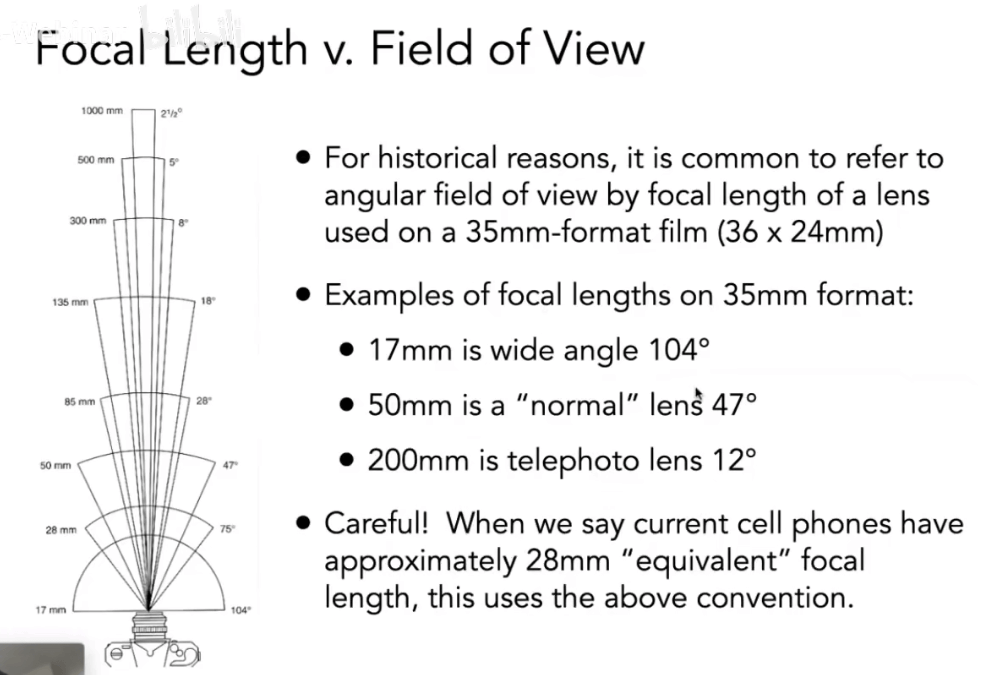 Focal Length v. Field of View
1000 mm
2½°
500 mm
5°
300 mm
8°
135 mm
18°
85 mm
28°
50 mm
47°
28 mm
75°
17 mm
104°
• For historical reasons, it is common to refer to
angular field of view by focal length of a lens
used on a 35mm-format film (36 x 24mm)
• Examples of focal lengths on 35mm format:
• 17mm is wide angle 104°
• 50mm is a “normal” lens 47°
• 200mm is telephoto lens 12°
• Careful! When we say current cell phones have
approximately 28mm “equivalent” focal
length, this uses the above convention.